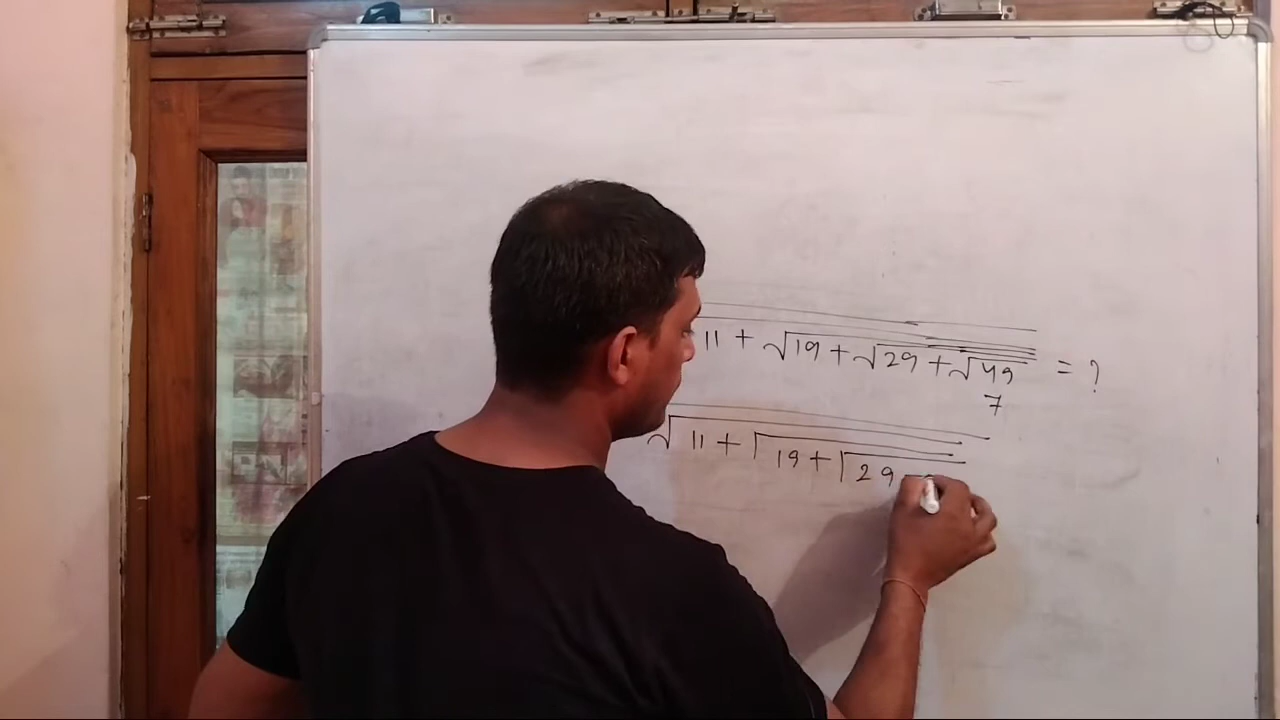 11 + √19 + √29 + √49 = ?
7
√11 + √19 + √29